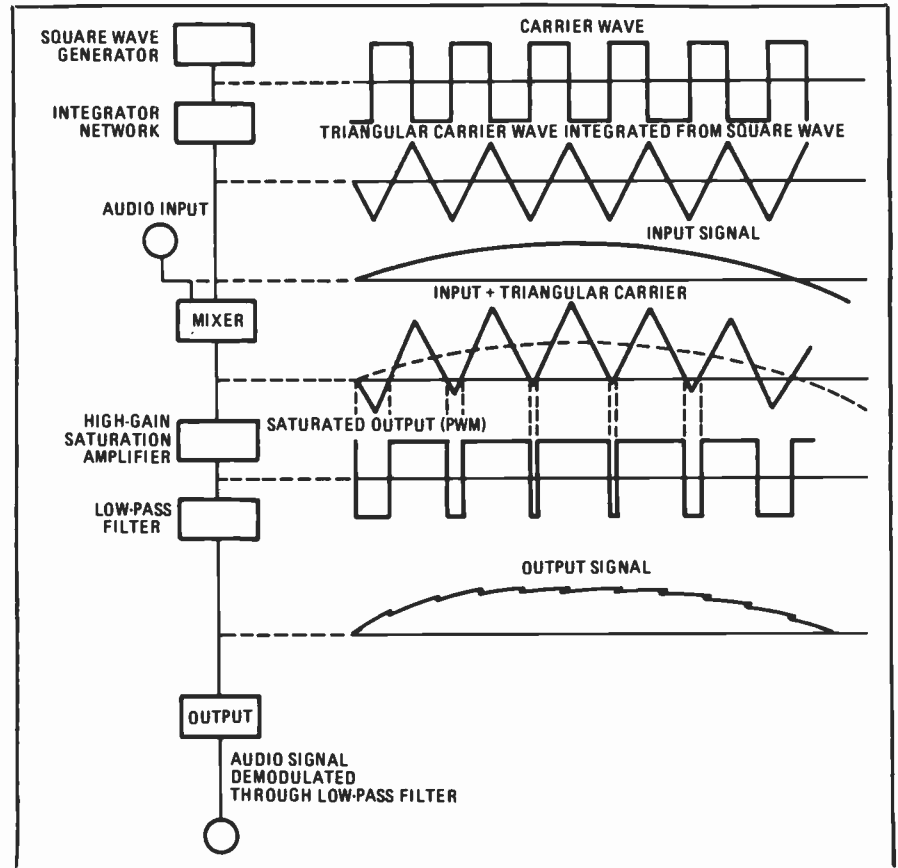 SQUARE WAVE
GENERATOR
CARRIER WAVE
INTEGRATOR
NETWORK
TRIANGULAR CARRIER WAVE INTEGRATED FROM SQUARE WAVE
AUDIO INPUT
INPUT SIGNAL
INPUT + TRIANGULAR CARRIER
MIXER
HIGH-GAIN
SATURATION
AMPLIFIER
SATURATED OUTPUT (PWM)
LOW-PASS
FILTER
OUTPUT SIGNAL
OUTPUT
AUDIO SIGNAL
DEMODULATED
THROUGH LOW-PASS FILTER